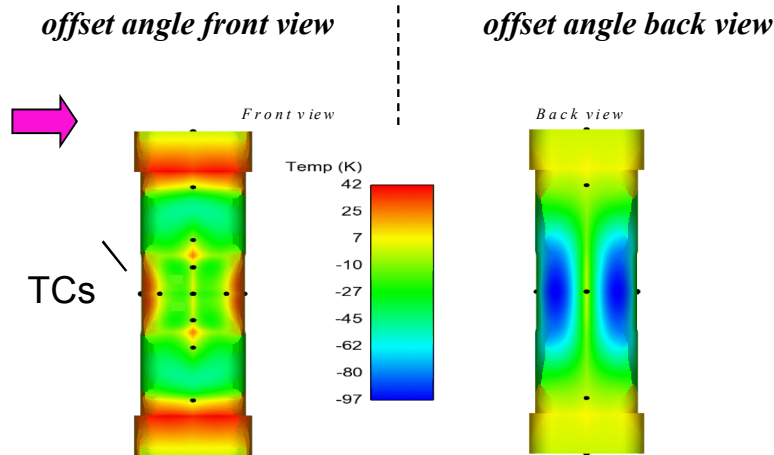 offset angle front view
offset angle back view
Front view
Back view
Temp (K)
42
25
7
-10
-27
-45
-62
-80
-97
TCs